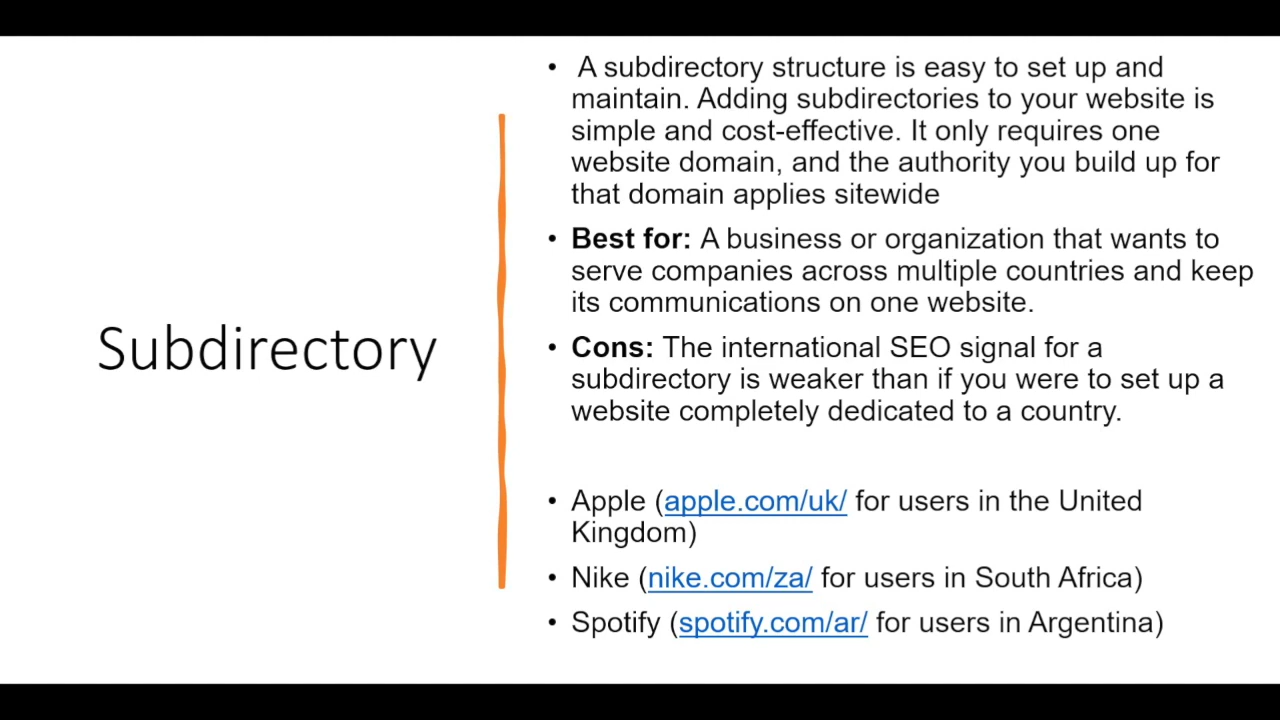 Subdirectory
• A subdirectory structure is easy to set up and
maintain. Adding subdirectories to your website is
simple and cost-effective. It only requires one
website domain, and the authority you build up for
that domain applies sitewide
• Best for: A business or organization that wants to
serve companies across multiple countries and keep
its communications on one website.
• Cons: The international SEO signal for a
subdirectory is weaker than if you were to set up a
website completely dedicated to a country.
• Apple (apple.com/uk/ for users in the United
Kingdom)
• Nike (nike.com/za/ for users in South Africa)
• Spotify (spotify.com/ar/ for users in Argentina)